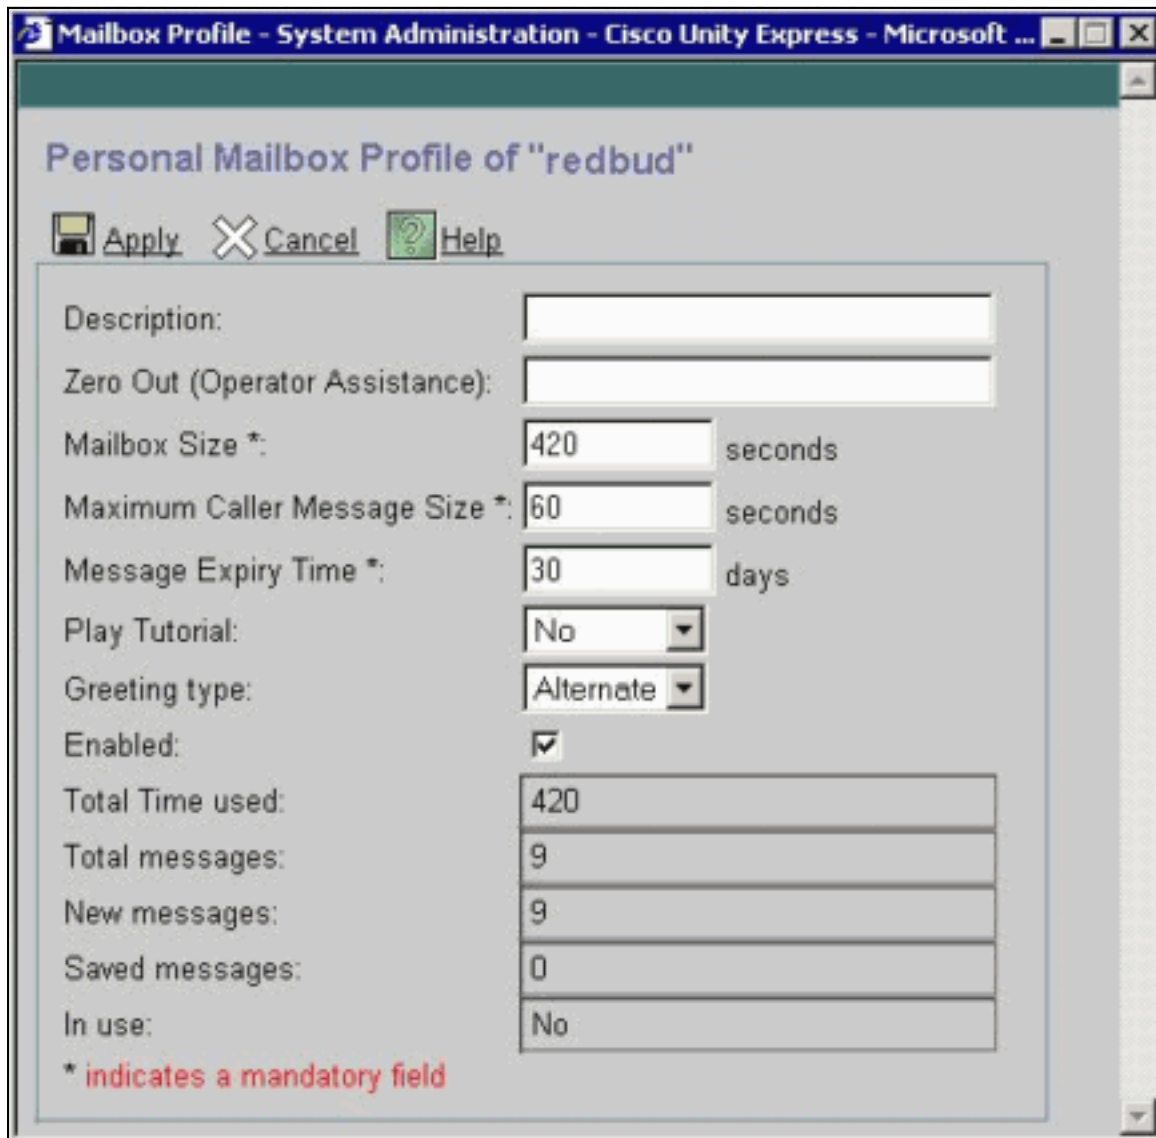 Mailbox Profile - System Administration - Cisco Unity Express - Microsoft ...
Personal Mailbox Profile of "redbud"
Apply Cancel Help
Description:
Zero Out (Operator Assistance):
Mailbox Size *: 420 seconds
Maximum Caller Message Size *: 60 seconds
Message Expiry Time *: 30 days
Play Tutorial: No
Greeting type: Alternate
Enabled:
Total Time used: 420
Total messages: 9
New messages: 9
Saved messages: 0
In use: No
* indicates a mandatory field